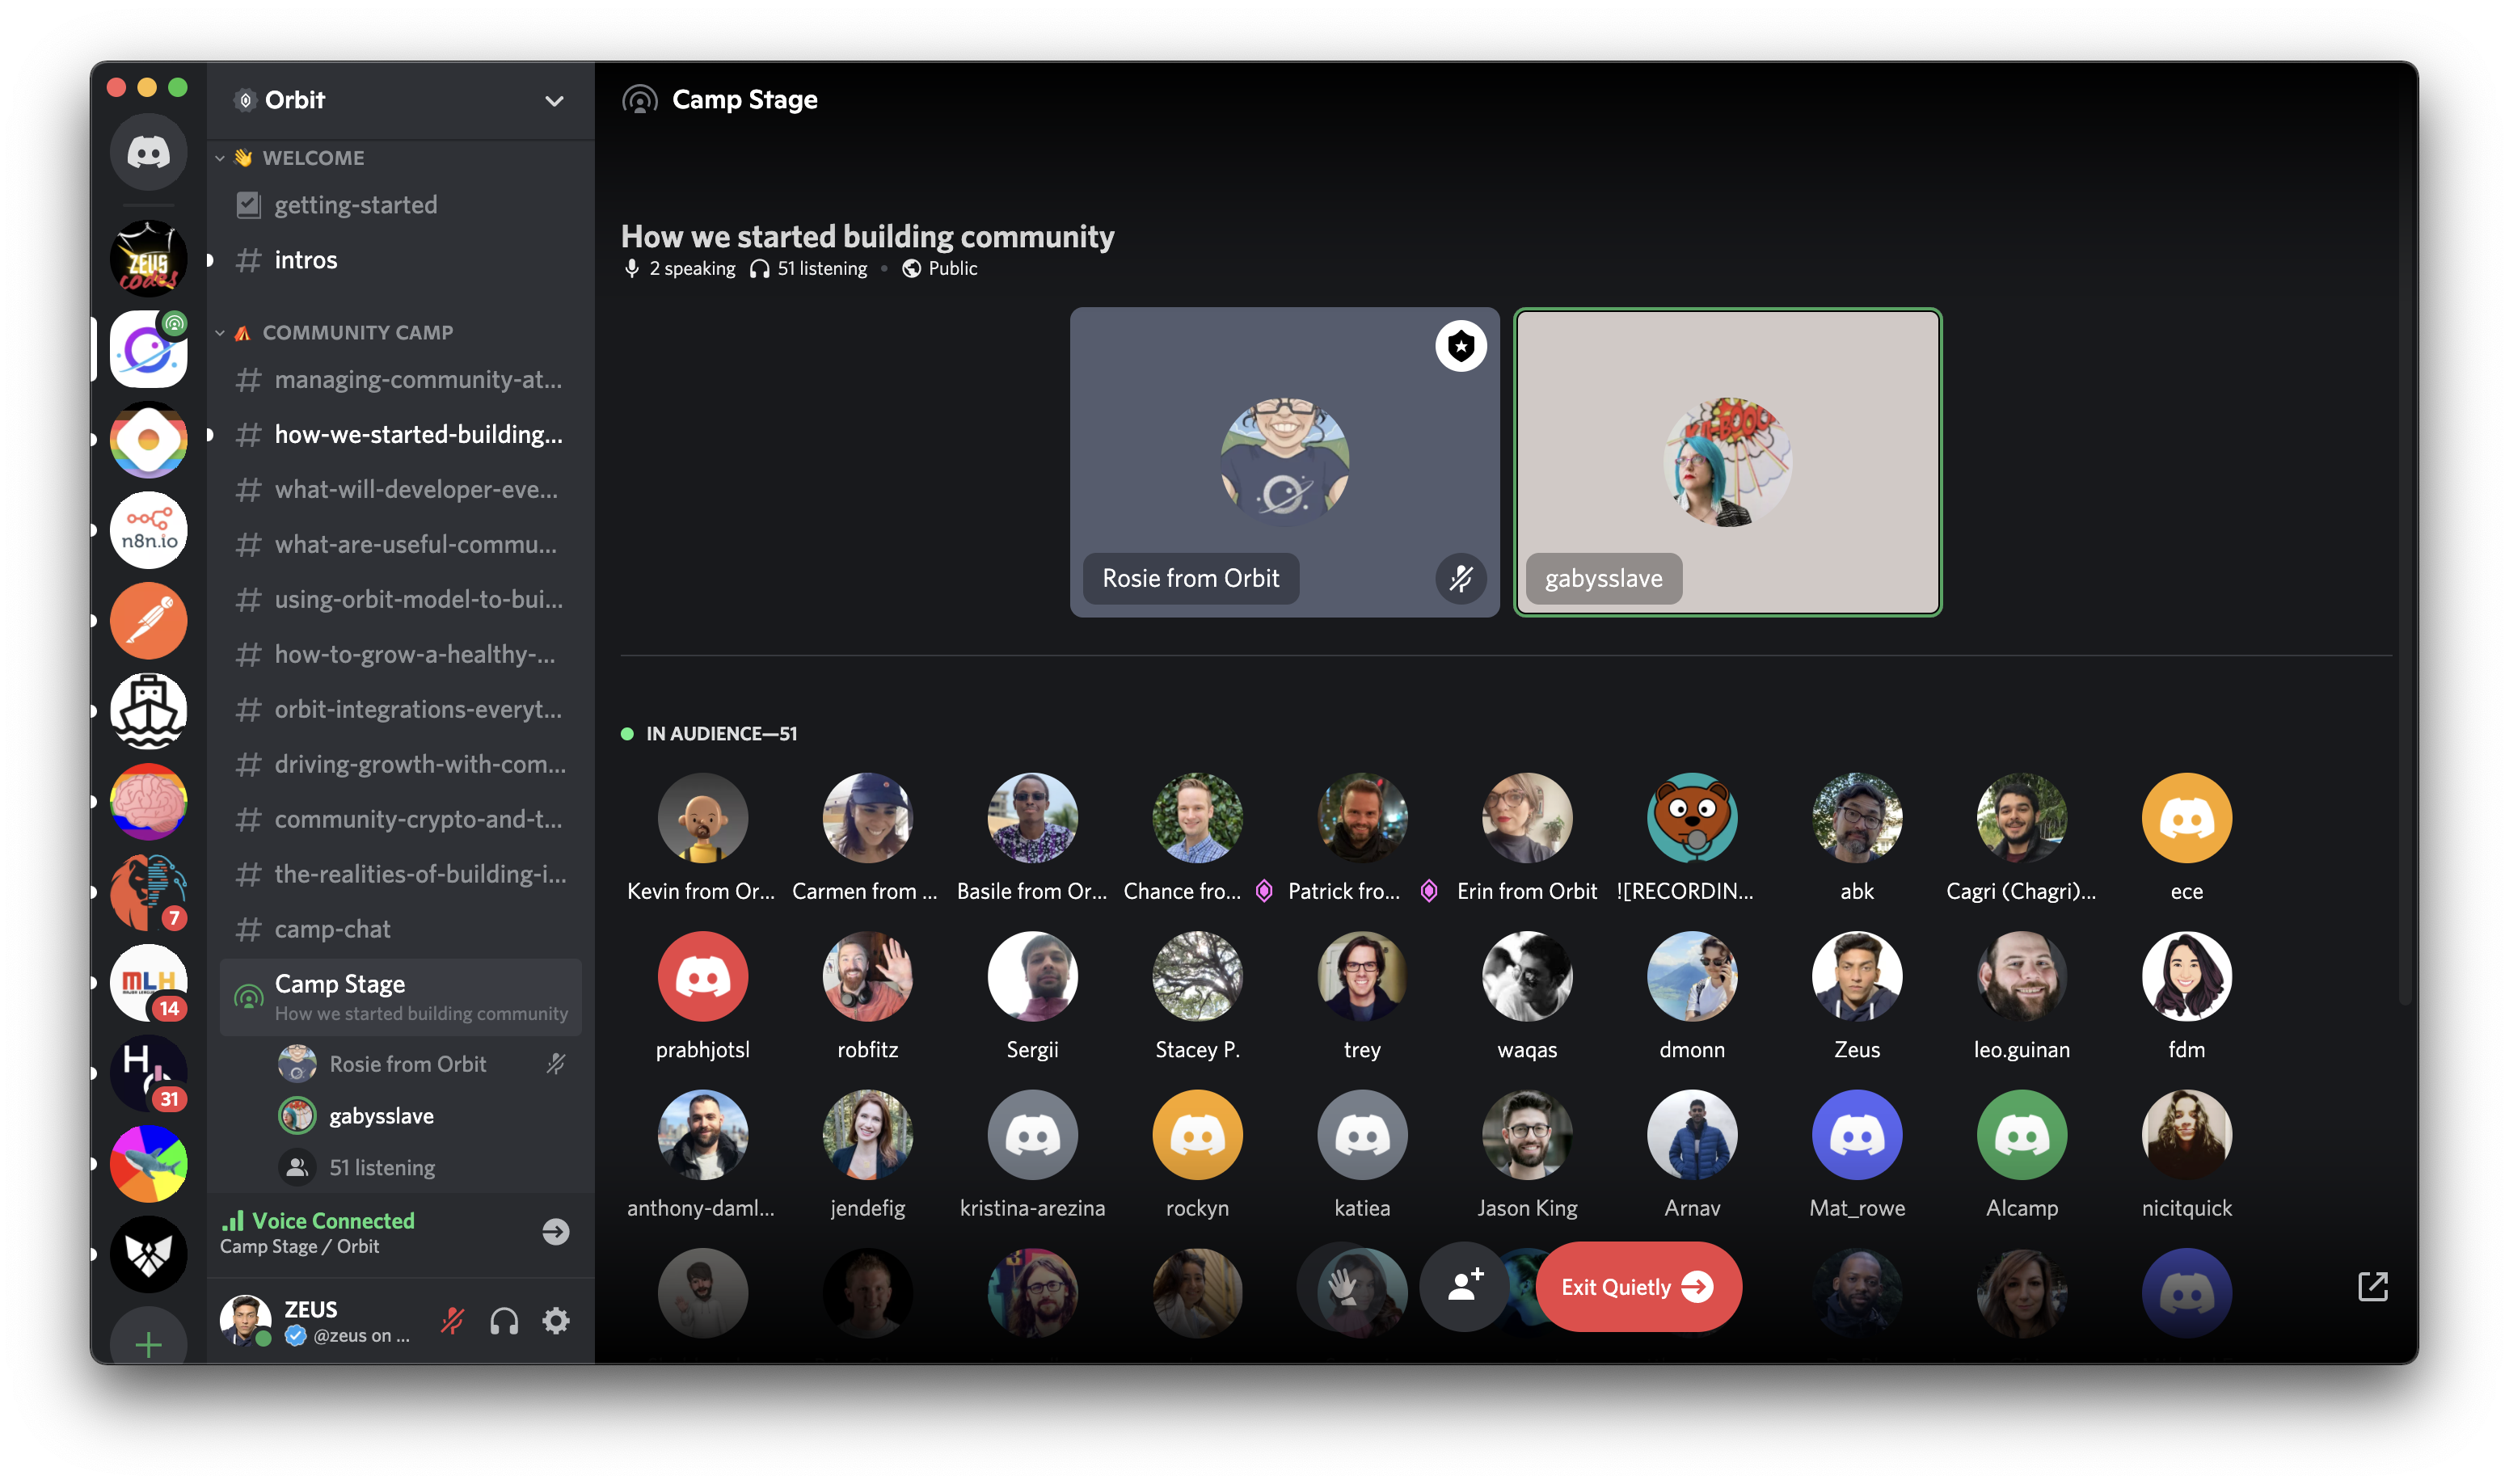 Orbit
👋 WELCOME
getting-started
intros
COMMUNITY CAMP
managing-community-at...
how-we-started-building...
what-will-developer-eve...
what-are-useful-commu...
using-orbit-model-to-bui...
how-to-grow-a-healthy-...
orbit-integrations-everyt...
driving-growth-with-com...
community-crypto-and-t...
the-realities-of-building-i...
camp-chat
Camp Stage
How we started building community
Rosie from Orbit
gabysslave
51 listening
Voice Connected
Camp Stage / Orbit
ZEUS
@zeus on ...
ZEUS
codes
n8n.io
7
MLH
14
H
31
Camp Stage
How we started building community
2 speaking 51 listening • Public
KA-BOOM
Rosie from Orbit
gabysslave
IN AUDIENCE—51
Kevin from Or... Carmen from ... Basile from Or... Chance fro... Patrick fro... Erin from Orbit ![RECORDIN... abk Cagri (Chagri)... ece
prabhjotsl robfitz Sergii Stacey P. trey waqas dmonn Zeus leo.guinan fdm
anthony-daml... jendefig kristina-arezina rockyn katiea Jason King Arnav Mat_rowe Alcamp nicitquick
Exit Quietly